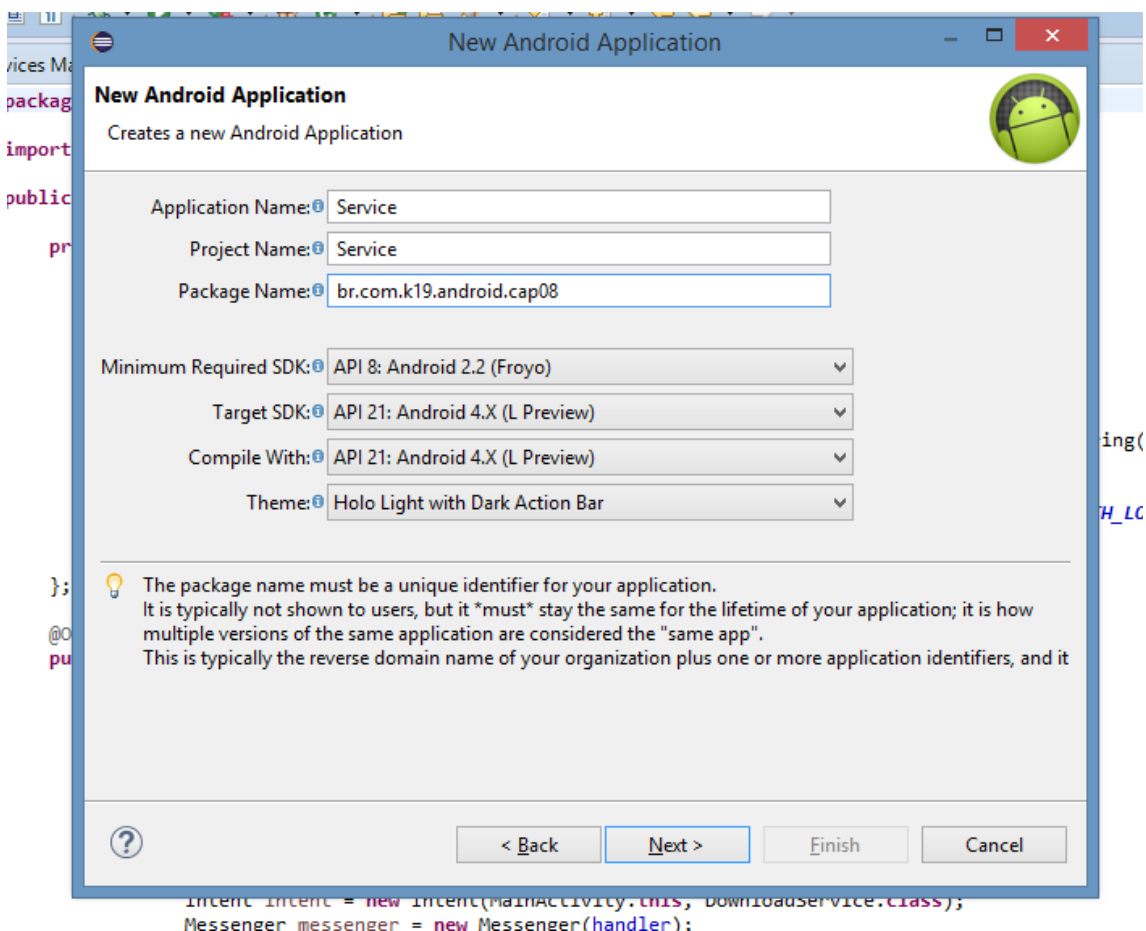 New Android Application
vices Ma
New Android Application
packag
Creates a new Android Application
import
public
Application Name: Service
pr
Project Name: Service
Package Name: br.com.k19.android.cap08
Minimum Required SDK: API 8: Android 2.2 (Froyo)
Target SDK: API 21: Android 4.X (L Preview)
ing(
Compile With: API 21: Android 4.X (L Preview)
Theme: Holo Light with Dark Action Bar
TH_LO
};
The package name must be a unique identifier for your application.
It is typically not shown to users, but it *must* stay the same for the lifetime of your application; it is how
multiple versions of the same application are considered the "same app".
@O
This is typically the reverse domain name of your organization plus one or more application identifiers, and it
pu
< Back
Next >
Finish
Cancel
Intent intent = new Intent(MainActivity.this, DownloadService.class);
Messenger messenger = new Messenger(handler);